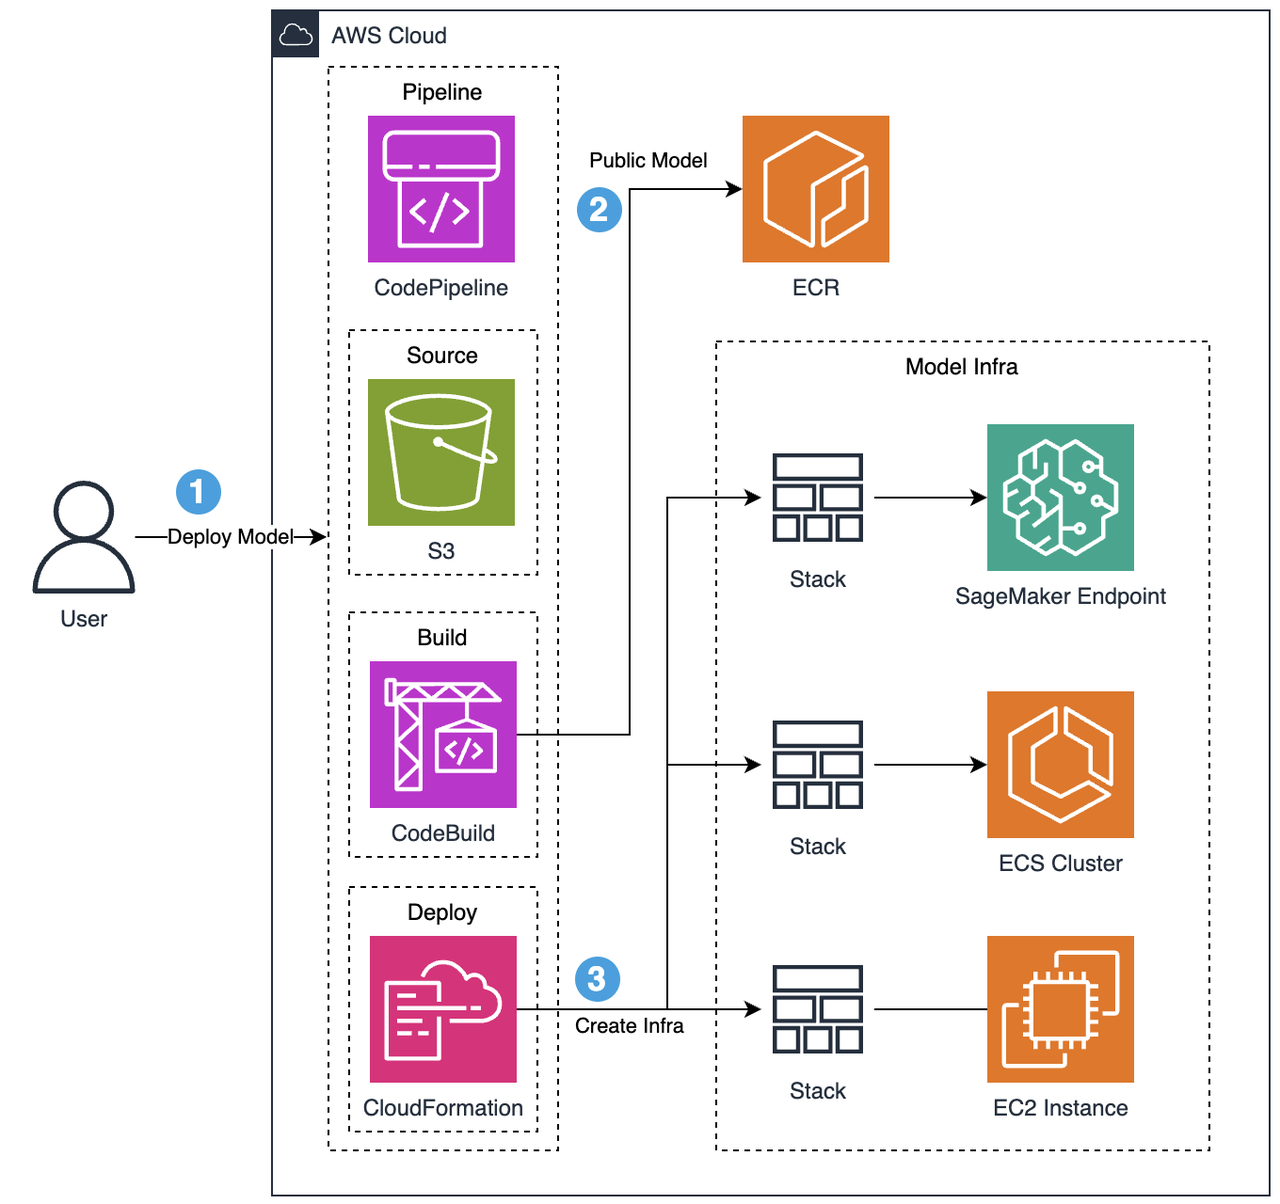 AWS Cloud
Pipeline
CodePipeline
Public Model
2
ECR
Source
S3
Model Infra
1
Deploy Model
User
Stack
SageMaker Endpoint
Build
</>
CodeBuild
Stack
ECS Cluster
Deploy
CloudFormation
3
Create Infra
Stack
EC2 Instance